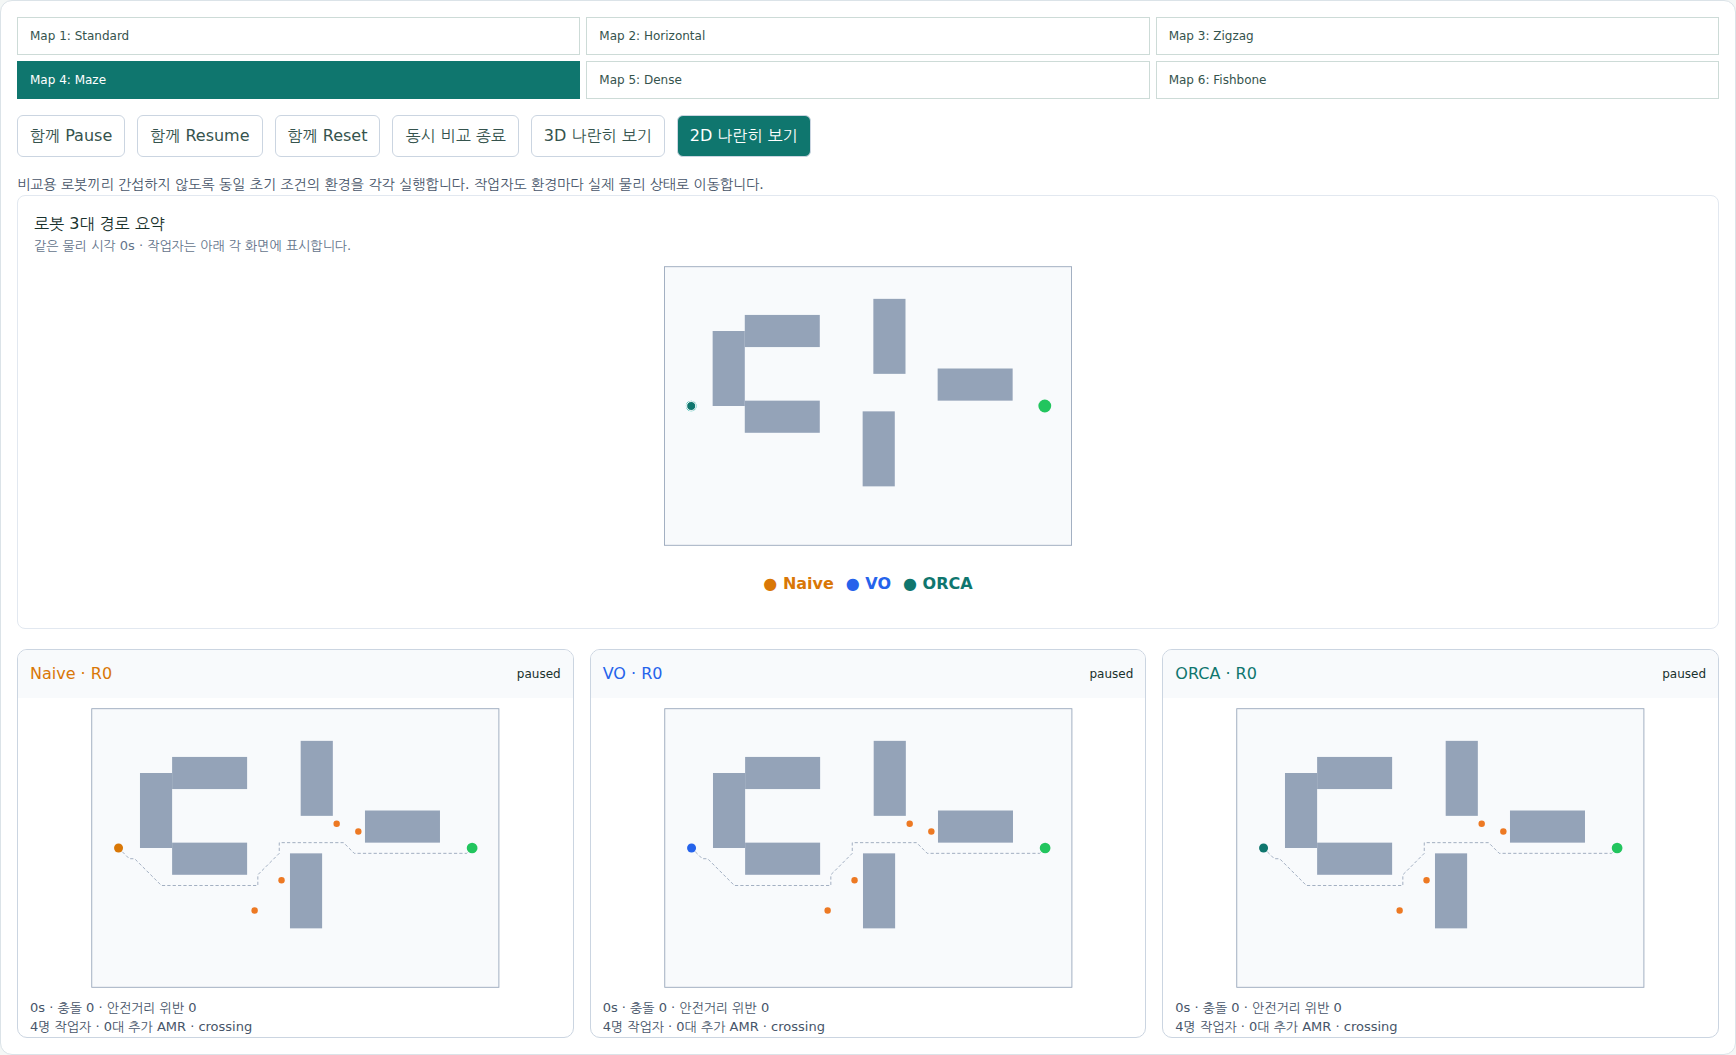 Map 1: Standard
Map 2: Horizontal
Map 3: Zigzag
Map 4: Maze
Map 5: Dense
Map 6: Fishbone
함께 Pause
함께 Resume
함께 Reset
동시 비교 종료
3D 나란히 보기
2D 나란히 보기
비교용 로봇끼리 간섭하지 않도록 동일 초기 조건의 환경을 각각 실행합니다. 작업자도 환경마다 실제 물리 상태로 이동합니다.
로봇 3대 경로 요약
같은 물리 시각 0s · 작업자는 아래 각 화면에 표시합니다.
Naive
VO
ORCA
Naive · R0
paused
VO · R0
paused
ORCA · R0
paused
0s · 충돌 0 · 안전거리 위반 0
4명 작업자 · 0대 추가 AMR · crossing
0s · 충돌 0 · 안전거리 위반 0
4명 작업자 · 0대 추가 AMR · crossing
0s · 충돌 0 · 안전거리 위반 0
4명 작업자 · 0대 추가 AMR · crossing